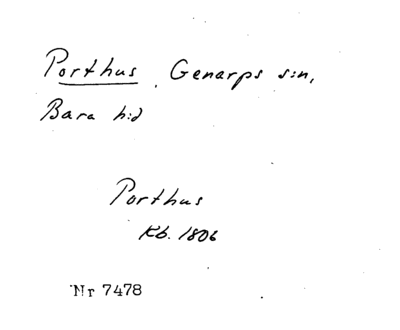 Porthus, Genarps s:n,
Bara h:d
Porthus
Kb. 1806
Nr 7478